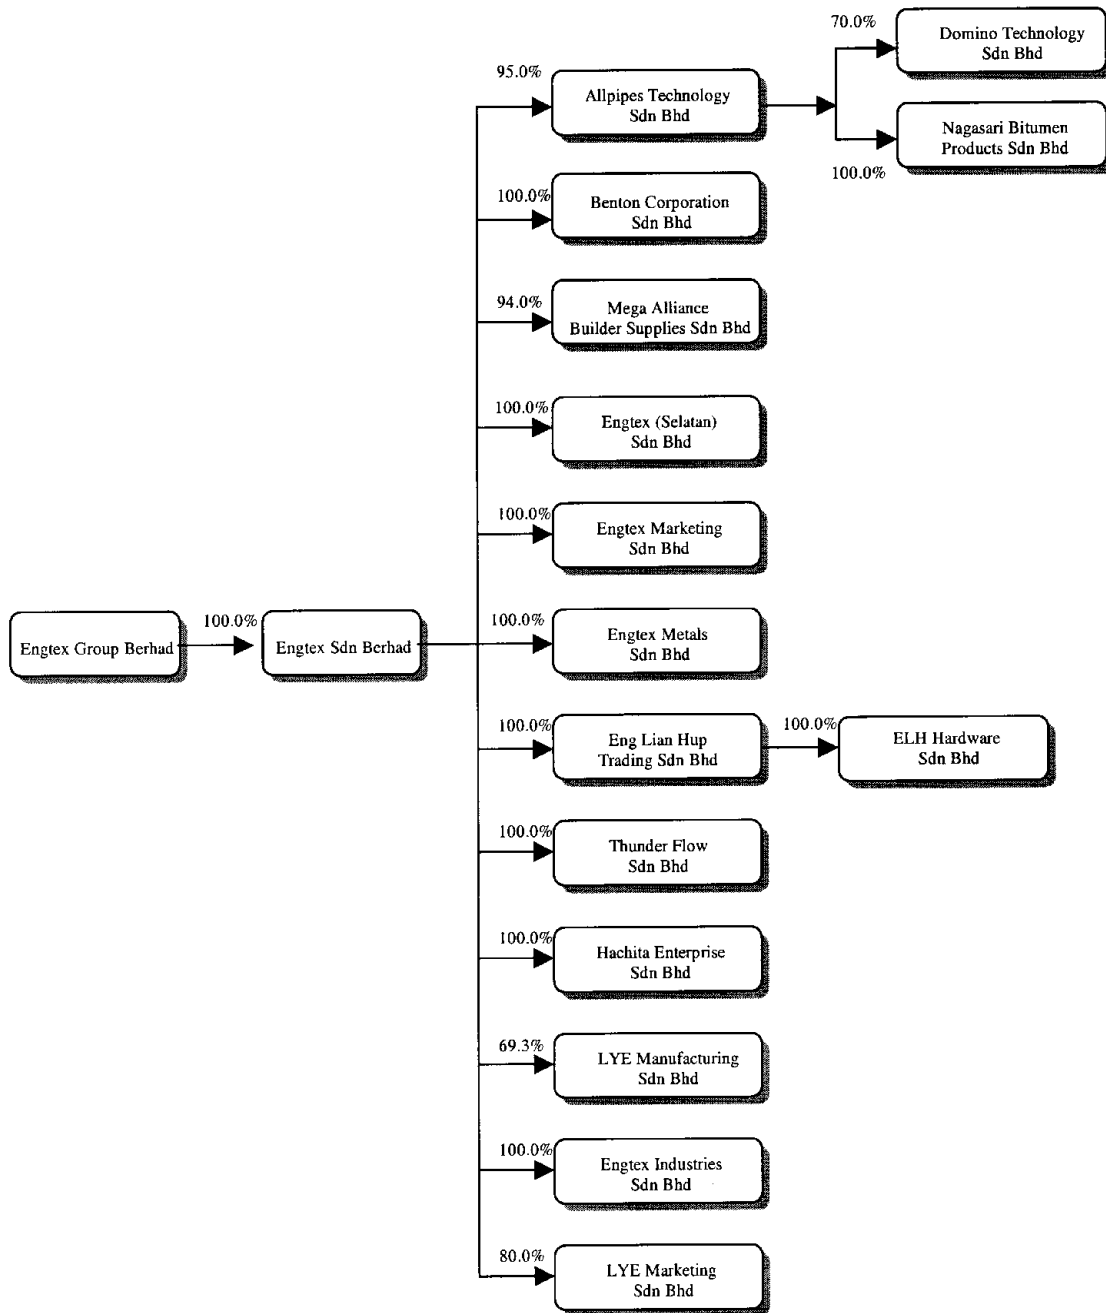 70.0%
Domino Technology
Sdn Bhd
95.0%
Allpipes Technology
Sdn Bhd
Nagasari Bitumen
Products Sdn Bhd
100.0%
100.0%
Benton Corporation
Sdn Bhd
94.0%
Mega Alliance
Builder Supplies Sdn Bhd
100.0%
Engtex (Selatan)
Sdn Bhd
100.0%
Engtex Marketing
Sdn Bhd
Engtex Group Berhad
100.0%
Engtex Sdn Berhad
100.0%
Engtex Metals
Sdn Bhd
100.0%
Eng Lian Hup
Trading Sdn Bhd
100.0%
ELH Hardware
Sdn Bhd
100.0%
Thunder Flow
Sdn Bhd
100.0%
Hachita Enterprise
Sdn Bhd
69.3%
LYE Manufacturing
Sdn Bhd
100.0%
Engtex Industries
Sdn Bhd
80.0%
LYE Marketing
Sdn Bhd